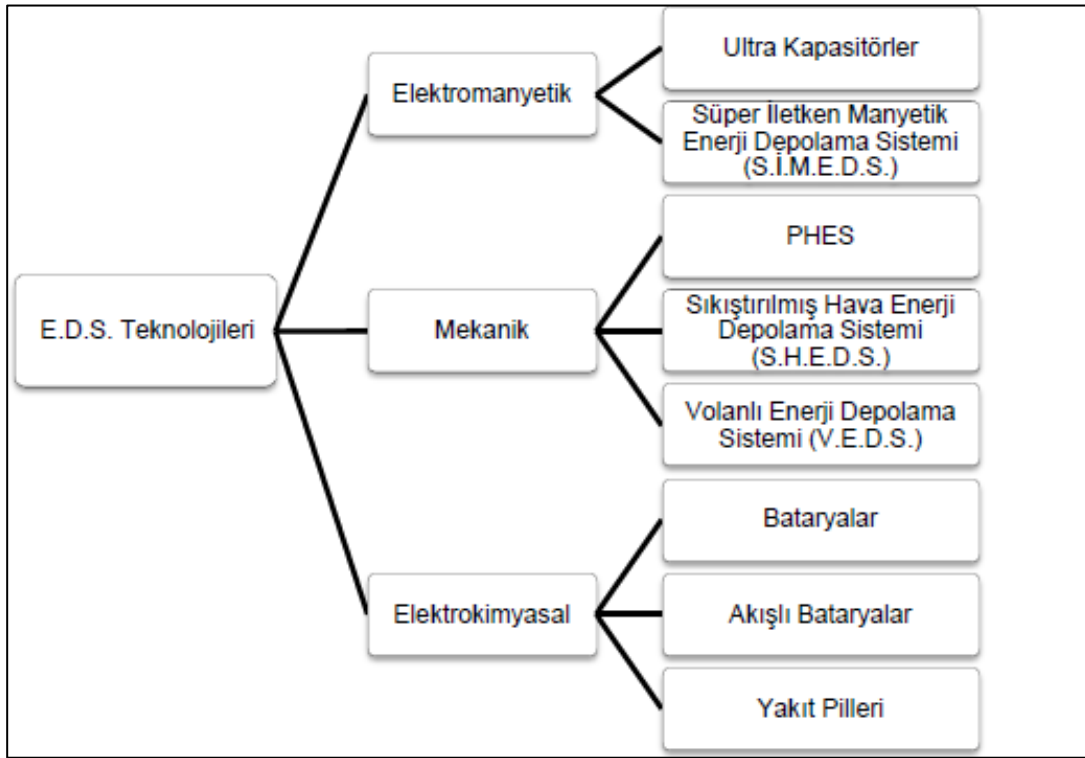 E.D.S. Teknolojileri
Elektromanyetik
Ultra Kapasitörler
Süper İletken Manyetik
Enerji Depolama Sistemi
(S.İ.M.E.D.S.)
Mekanik
PHES
Sıkıştırılmış Hava Enerji
Depolama Sistemi
(S.H.E.D.S.)
Volanlı Enerji Depolama
Sistemi (V.E.D.S.)
Elektrokimyasal
Bataryalar
Akışlı Bataryalar
Yakıt Pilleri